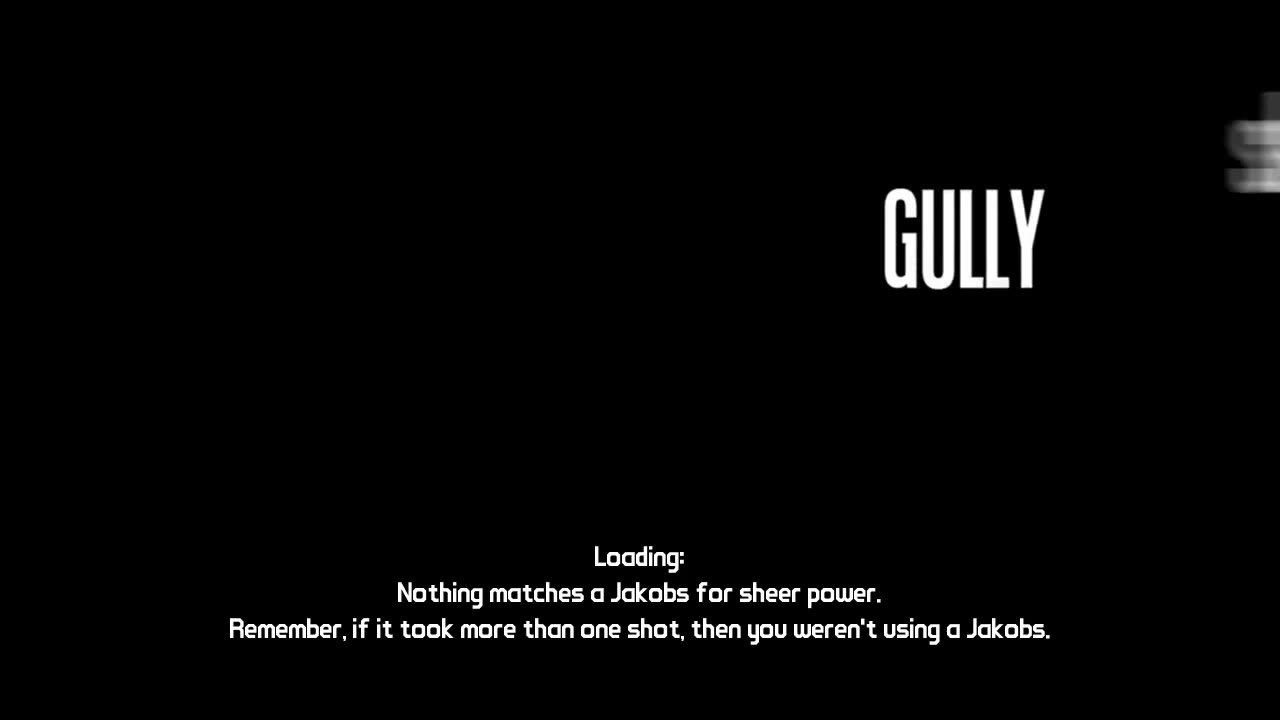 GULLY
Loading:
Nothing matches a Jakobs for sheer power.
Remember, if it took more than one shot, then you weren't using a Jakobs.